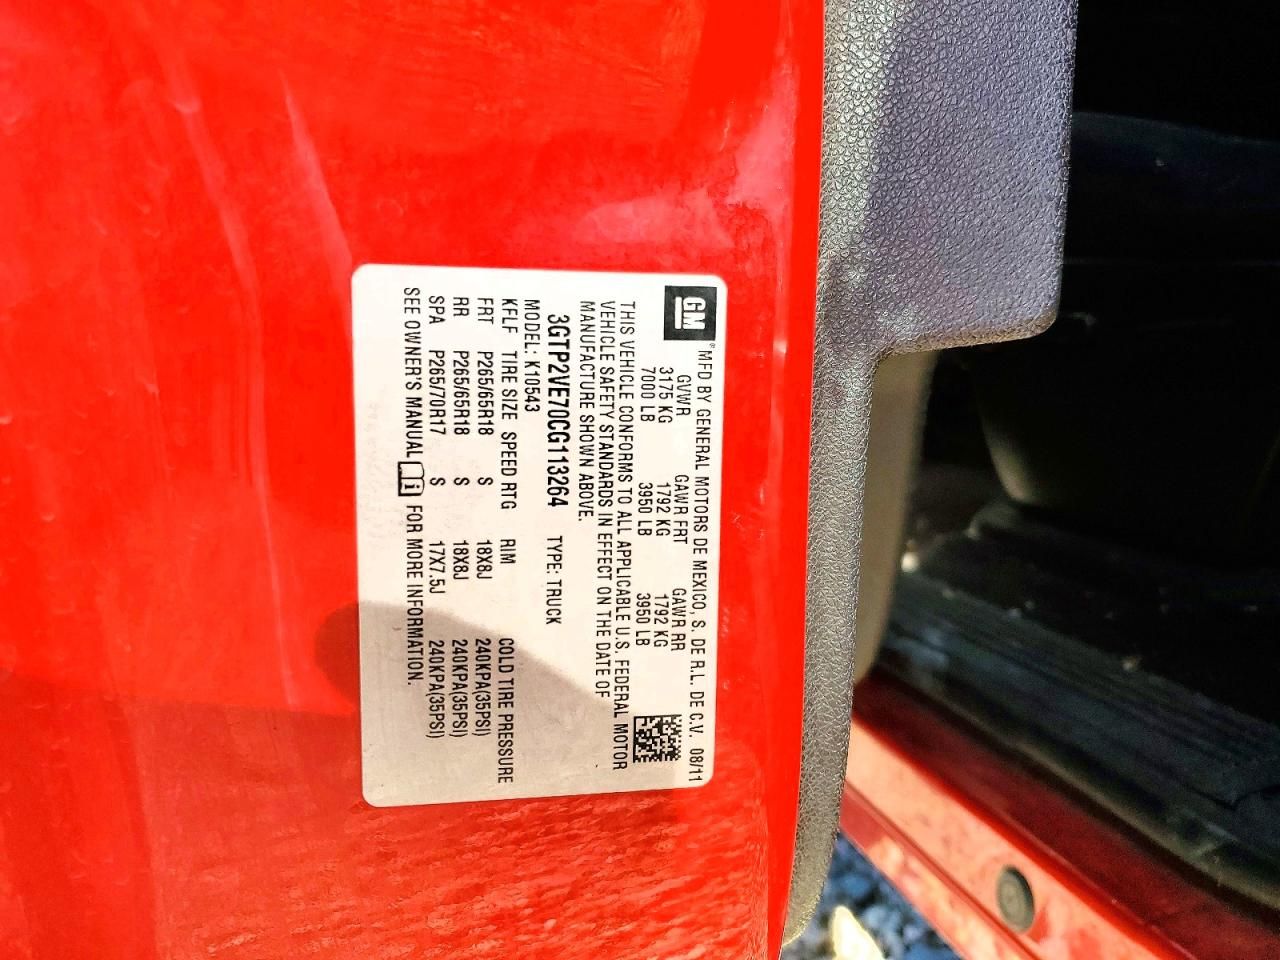 GM
® MFD BY GENERAL MOTORS DE MEXICO, S. DE R.L. DE C.V. 08/11
GVWR GAWR FRT GAWR RR
3175 KG 1792 KG 1792 KG
7000 LB 3950 LB 3950 LB
THIS VEHICLE CONFORMS TO ALL APPLICABLE U.S. FEDERAL MOTOR
VEHICLE SAFETY STANDARDS IN EFFECT ON THE DATE OF
MANUFACTURE SHOWN ABOVE.
3GTP2VE70CG113264 TYPE: TRUCK
MODEL: K10543
KFLF TIRE SIZE SPEED RTG RIM COLD TIRE PRESSURE
FRT P265/65R18 S 18X8J 240KPA(35PSI)
RR P265/65R18 S 18X8J 240KPA(35PSI)
SPA P265/70R17 S 17X7.5J 240KPA(35PSI)
SEE OWNER'S MANUAL i FOR MORE INFORMATION.